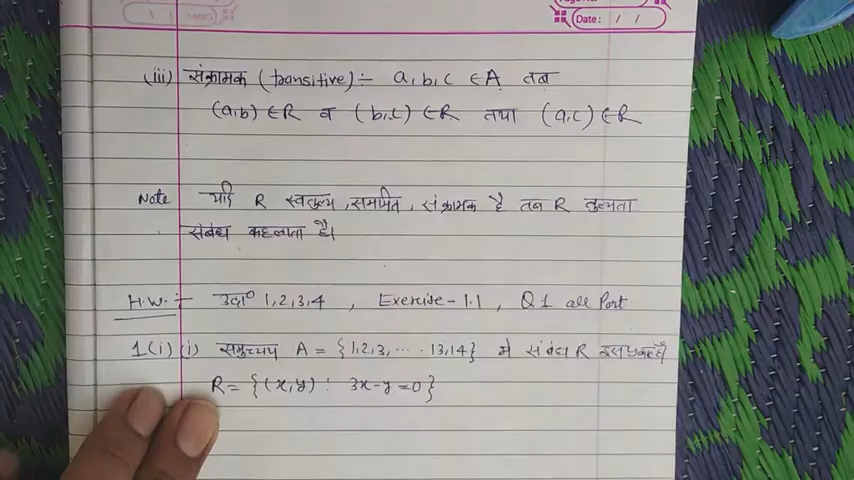 Date: / /
(iii) संक्रामक (transitive) :- a, b, c ∈ A तब
(a,b) ∈ R व (b,c) ∈ R तथा (a,c) ∈ R
Note यदि R स्वतुल्य, सममित, संक्रामक है तब R तुल्यता
संबंध कहलाता है।
H.W. :- उदा० 1,2,3,4 , Exercise-1.1 , Q1 all Part.
1(i) (i) समुच्चय A = {1,2,3, .... 13,14} मे संबंध R इस प्रकार है
R = {(x,y) : 3x-y=0}